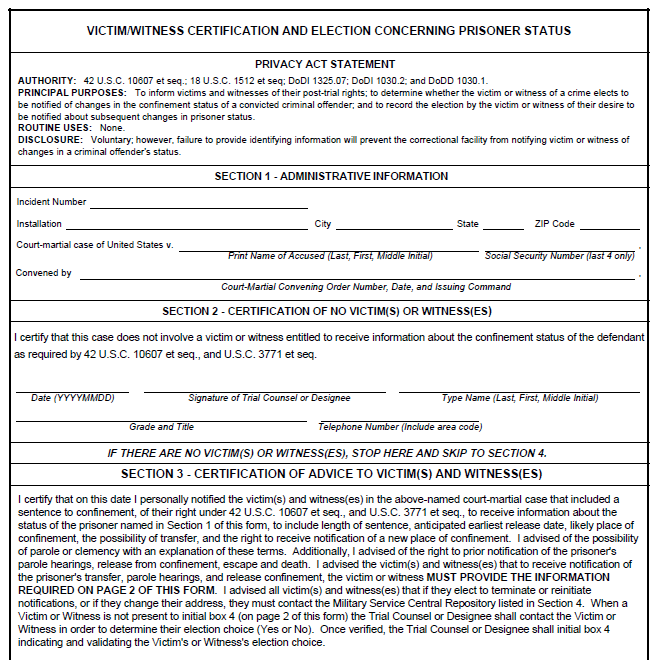 VICTIM/WITNESS CERTIFICATION AND ELECTION CONCERNING PRISONER STATUS
PRIVACY ACT STATEMENT
AUTHORITY: 42 U.S.C. 10607 et seq.; 18 U.S.C. 1512 et seq; DoDI 1325.07; DoDI 1030.2; and DoDD 1030.1.
PRINCIPAL PURPOSES: To inform victims and witnesses of their post-trial rights; to determine whether the victim or witness of a crime elects to
be notified of changes in the confinement status of a convicted criminal offender; and to record the election by the victim or witness of their desire to
be notified about subsequent changes in prisoner status.
ROUTINE USES: None.
DISCLOSURE: Voluntary; however, failure to provide identifying information will prevent the correctional facility from notifying victim or witness of
changes in a criminal offender's status.
SECTION 1 - ADMINISTRATIVE INFORMATION
Incident Number
Installation City State ZIP Code
Court-martial case of United States v. ,
Print Name of Accused (Last, First, Middle Initial) Social Security Number (last 4 only)
Convened by ,
Court-Martial Convening Order Number, Date, and Issuing Command
SECTION 2 - CERTIFICATION OF NO VICTIM(S) OR WITNESS(ES)
I certify that this case does not involve a victim or witness entitled to receive information about the confinement status of the defendant
as required by 42 U.S.C. 10607 et seq., and U.S.C. 3771 et seq.
Date (YYYYMMDD) Signature of Trial Counsel or Designee Type Name (Last, First, Middle Initial)
Grade and Title Telephone Number (Include area code)
IF THERE ARE NO VICTIM(S) OR WITNESS(ES), STOP HERE AND SKIP TO SECTION 4.
SECTION 3 - CERTIFICATION OF ADVICE TO VICTIM(S) AND WITNESS(ES)
I certify that on this date I personally notified the victim(s) and witness(es) in the above-named court-martial case that included a
sentence to confinement, of their right under 42 U.S.C. 10607 et seq., and U.S.C. 3771 et seq., to receive information about the
status of the prisoner named in Section 1 of this form, to include length of sentence, anticipated earliest release date, likely place of
confinement, the possibility of transfer, and the right to receive notification of a new place of confinement. I advised of the possibility
of parole or clemency with an explanation of these terms. Additionally, I advised of the right to prior notification of the prisoner's
parole hearings, release from confinement, escape and death. I advised the victim(s) and witness(es) that to receive notification of
the prisoner's transfer, parole hearings, and release confinement, the victim or witness MUST PROVIDE THE INFORMATION
REQUIRED ON PAGE 2 OF THIS FORM. I advised all victim(s) and witness(es) that if they elect to terminate or reinitiate
notifications, or if they change their address, they must contact the Military Service Central Repository listed in Section 4. When a
Victim or Witness is not present to initial box 4 (on page 2 of this form) the Trial Counsel or Designee shall contact the Victim or
Witness in order to determine their election choice (Yes or No). Once verified, the Trial Counsel or Designee shall initial box 4
indicating and validating the Victim's or Witness's election choice.